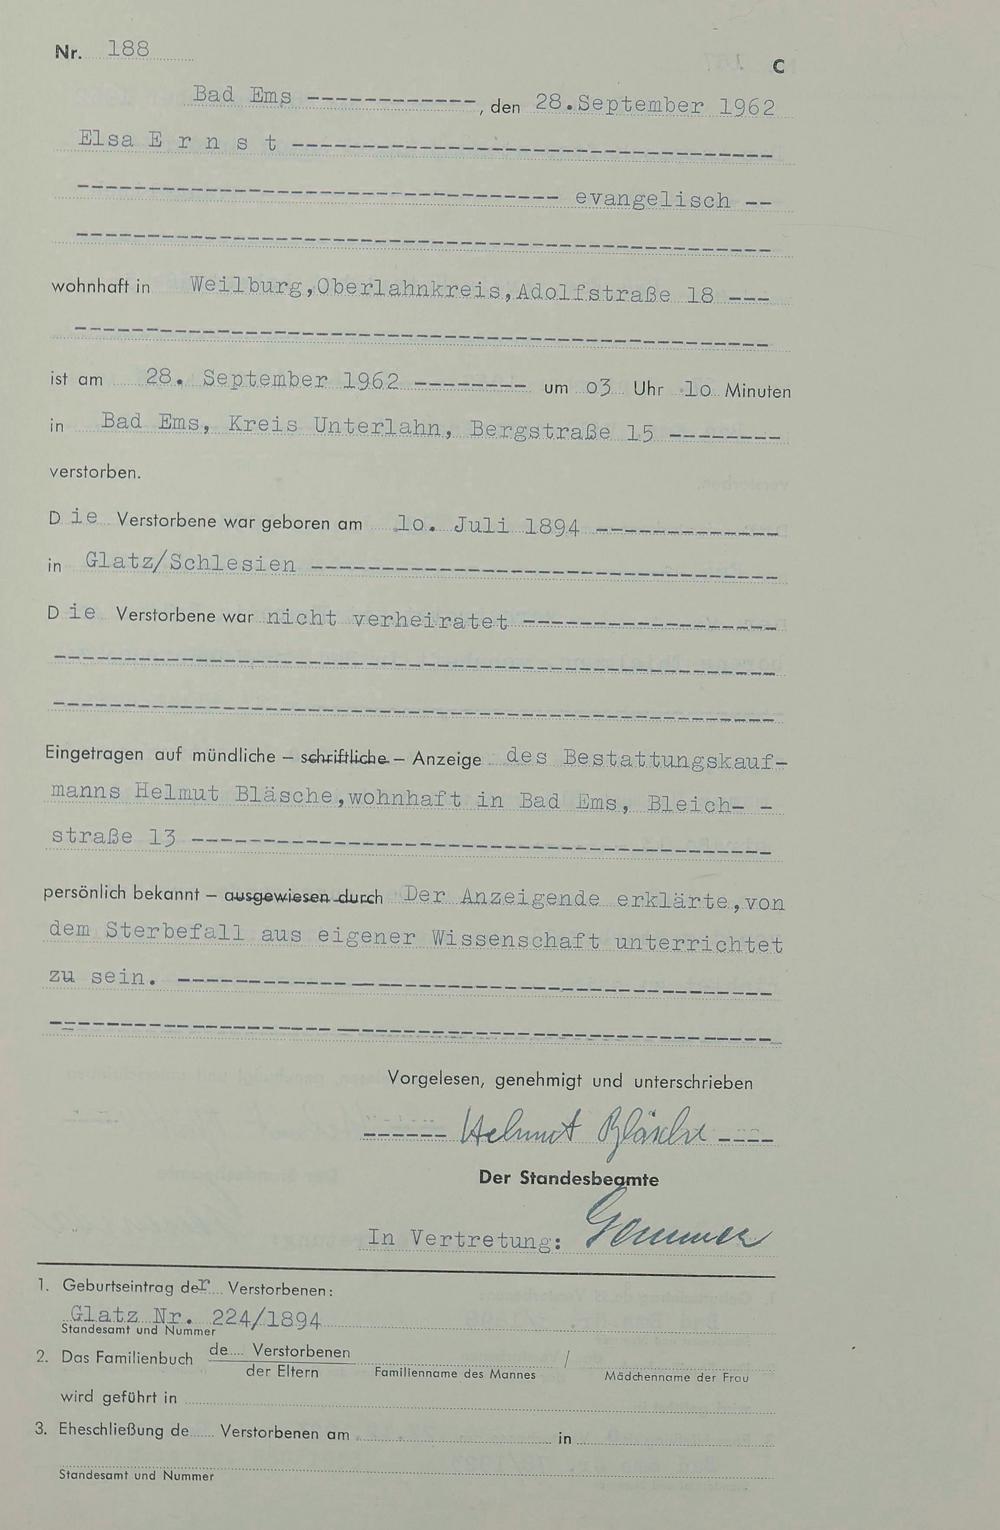 Nr. 188
C
Bad Ems ------------, den 28.September 1962
Elsa E r n s t ----------------------------------
---------------------------------- evangelisch --
-------------------------------------------------
wohnhaft in Weilburg,Oberlahnkreis,Adolfstraße 18 ---
-------------------------------------------------
ist am 28. September 1962 -------- um o3 Uhr 1o Minuten
in Bad Ems, Kreis Unterlahn, Bergstraße 15 --------
verstorben.
D ie Verstorbene war geboren am 1o. Juli 1894 -------------
in Glatz/Schlesien ---------------------------------
D ie Verstorbene war nicht verheiratet ------------------
---------------------------------------------------
---------------------------------------------------
Eingetragen auf mündliche – schriftliche – Anzeige des Bestattungskauf-
manns Helmut Bläsche,wohnhaft in Bad Ems, Bleich- -
straße 13 -----------------------------------------
persönlich bekannt – ausgewiesen durch Der Anzeigende erklärte,von
dem Sterbefall aus eigener Wissenschaft unterrichtet
zu sein. ------------------------------------------
---------------------------------------------------
Vorgelesen, genehmigt und unterschrieben
------ Helmut Bläsche ----
Der Standesbeamte
In Vertretung:
1. Geburtseintrag der Verstorbenen:
Glatz Nr. 224/1894
Standesamt und Nummer
2. Das Familienbuch de.... Verstorbenen /
der Eltern Familienname des Mannes Mädchenname der Frau
wird geführt in
3. Eheschließung de...... Verstorbenen am in
Standesamt und Nummer